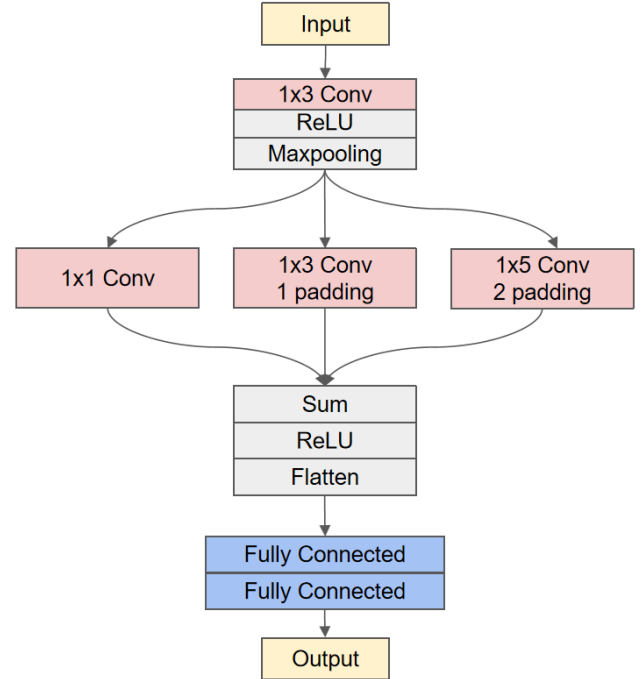 Input
1x3 Conv
ReLU
Maxpooling
1x1 Conv
1x3 Conv
1 padding
1x5 Conv
2 padding
Sum
ReLU
Flatten
Fully Connected
Fully Connected
Output